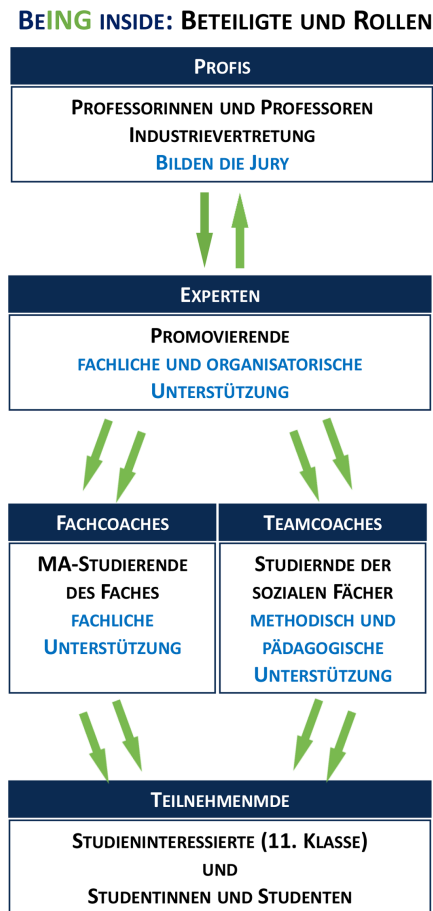 BeING inside: Beteiligte und Rollen
Profis
Professorinnen und Professoren
Industrievertretung
Bilden die Jury
Experten
Promovierende
fachliche und organisatorische
Unterstützung
Fachcoaches
MA-Studierende
des Faches
fachliche
Unterstützung
Teamcoaches
Studiernde der
sozialen Fächer
methodisch und
pädagogische
Unterstützung
Teilnehmenmde
Studieninteressierte (11. Klasse)
und
Studentinnen und Studenten